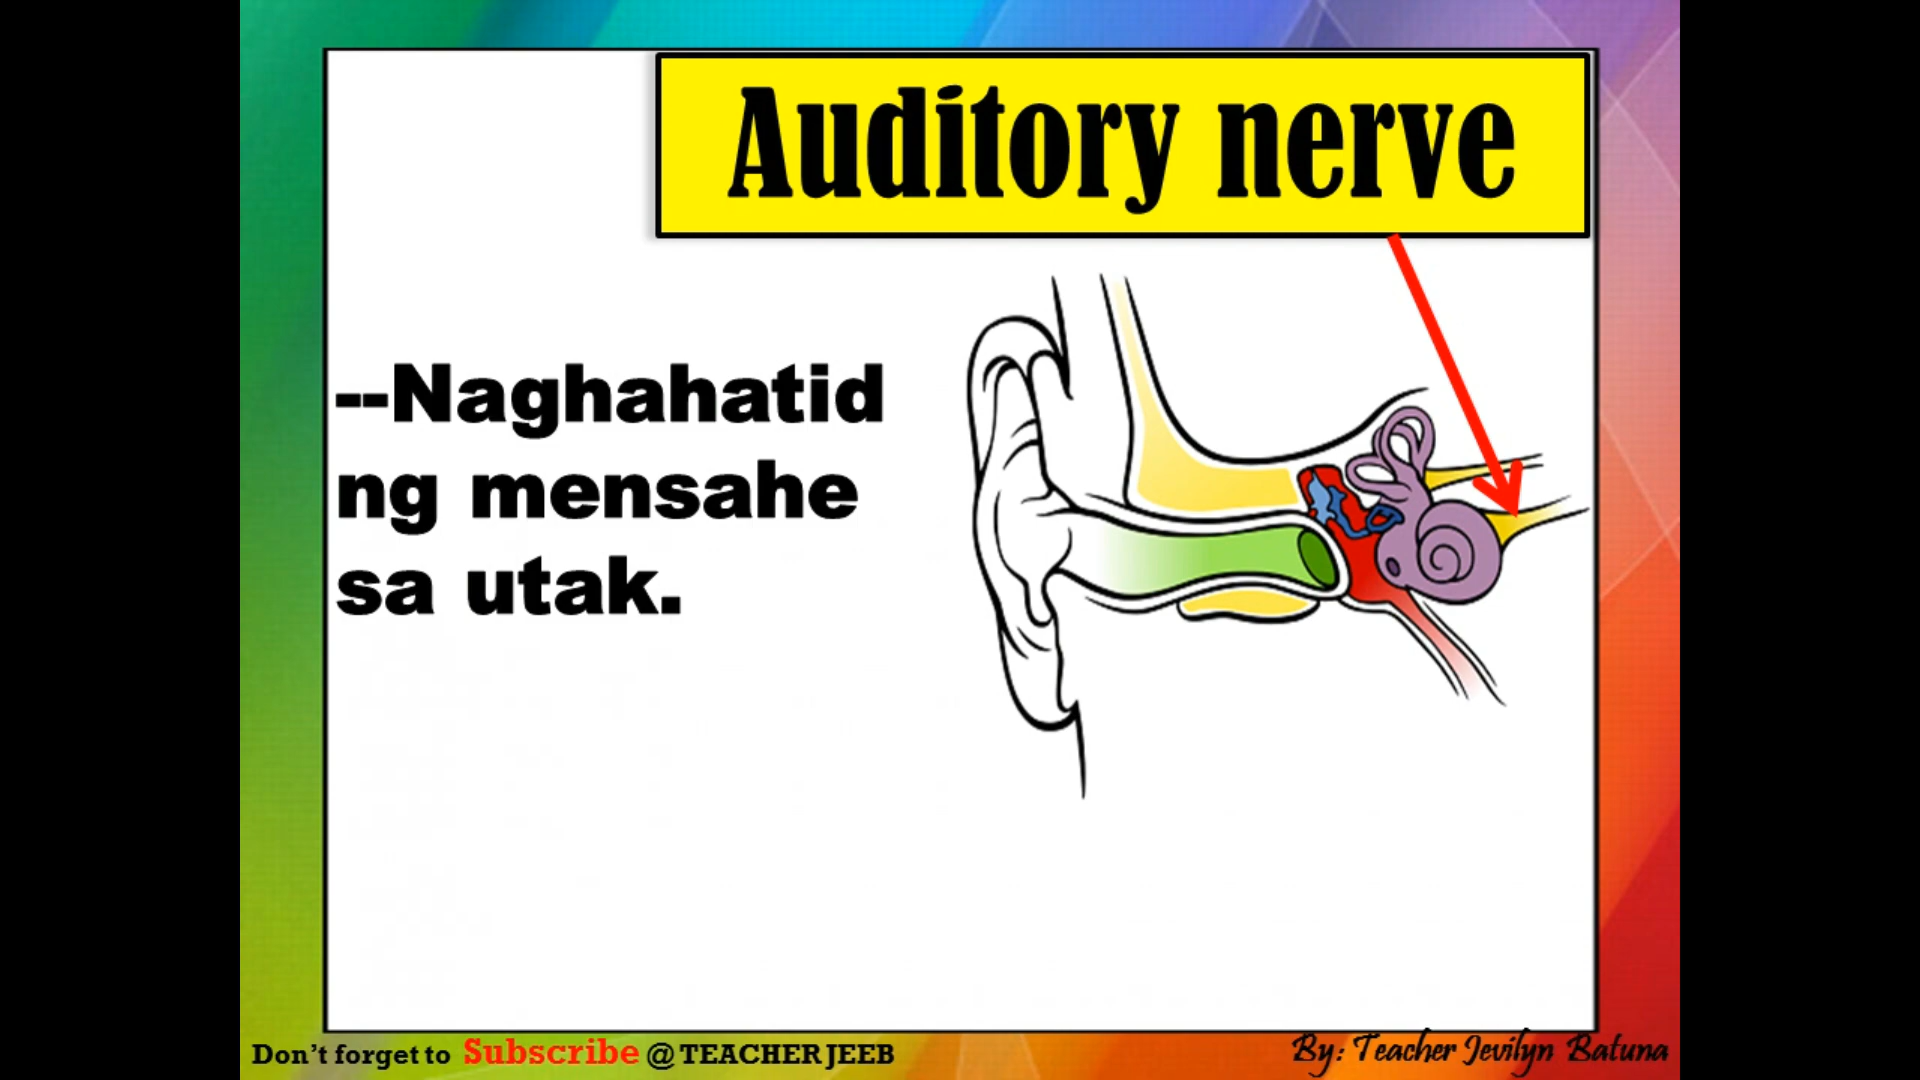 Auditory nerve
--Naghahatid
ng mensahe
sa utak.
Don't forget to Subscribe @ TEACHER JEEB
By: Teacher Jevilyn Batuna